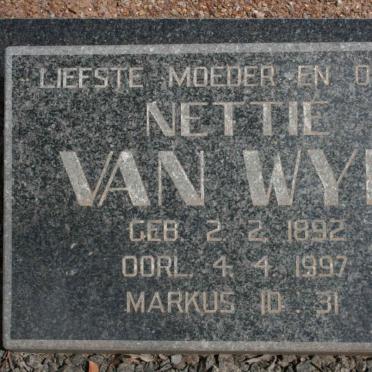 LIEFSTE MOEDER EN O
NETTIE
VAN WY
GEB. 2. 2. 1892
OORL. 4. 4. 1997
MARKUS 10 : 31